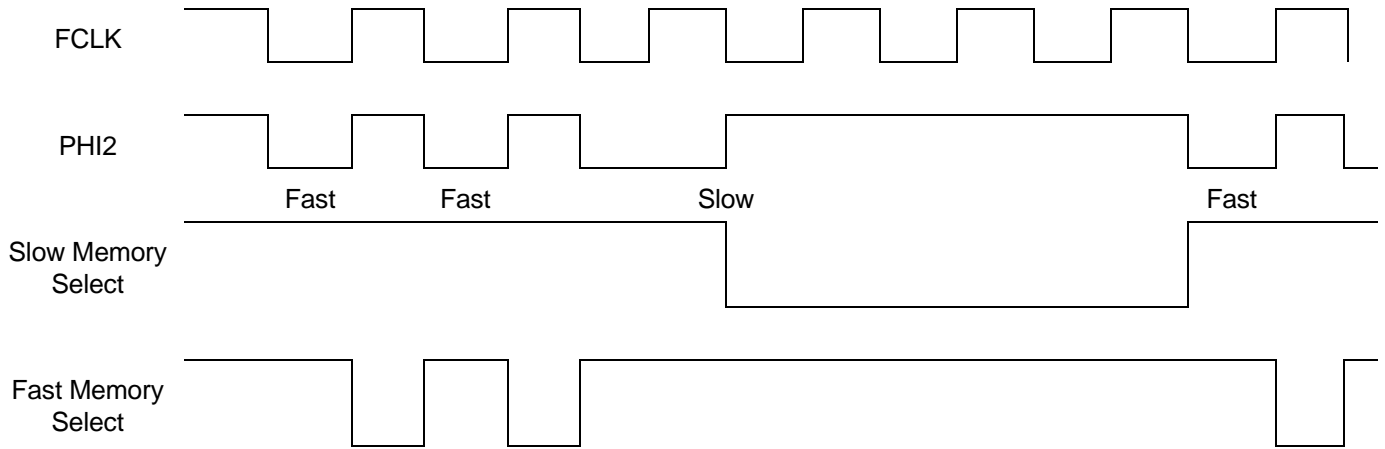 FCLK
PHI2
Fast
Fast
Slow
Fast
Slow Memory
Select
Fast Memory
Select